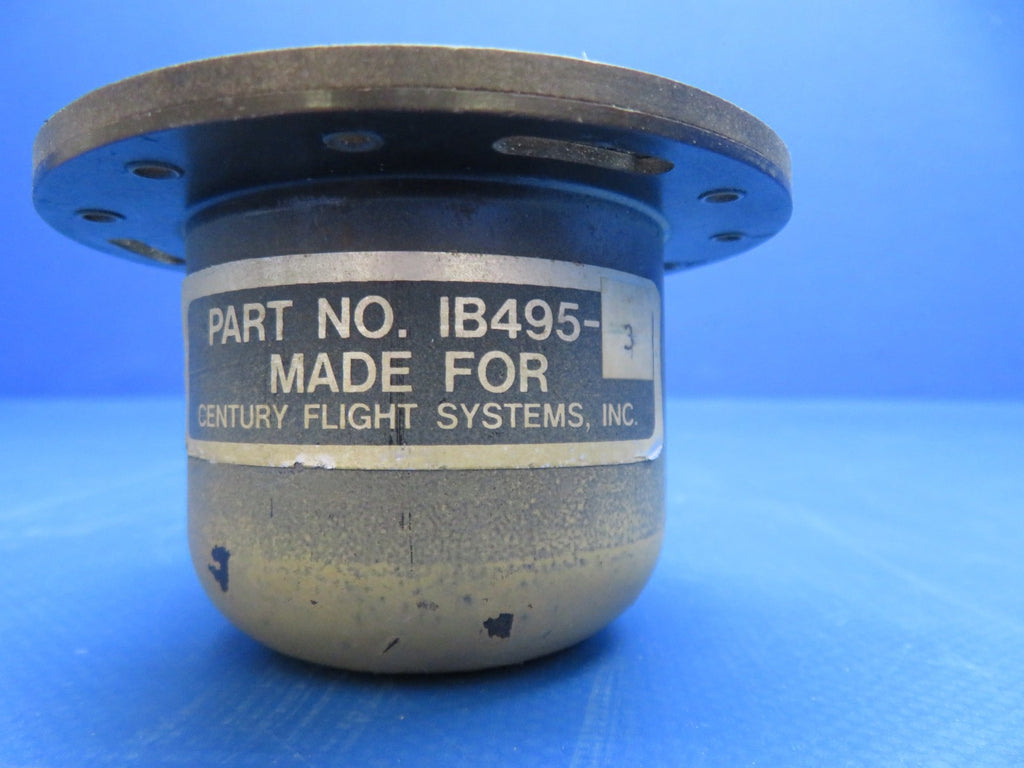 PART NO. IB495-3
MADE FOR
CENTURY FLIGHT SYSTEMS, INC.